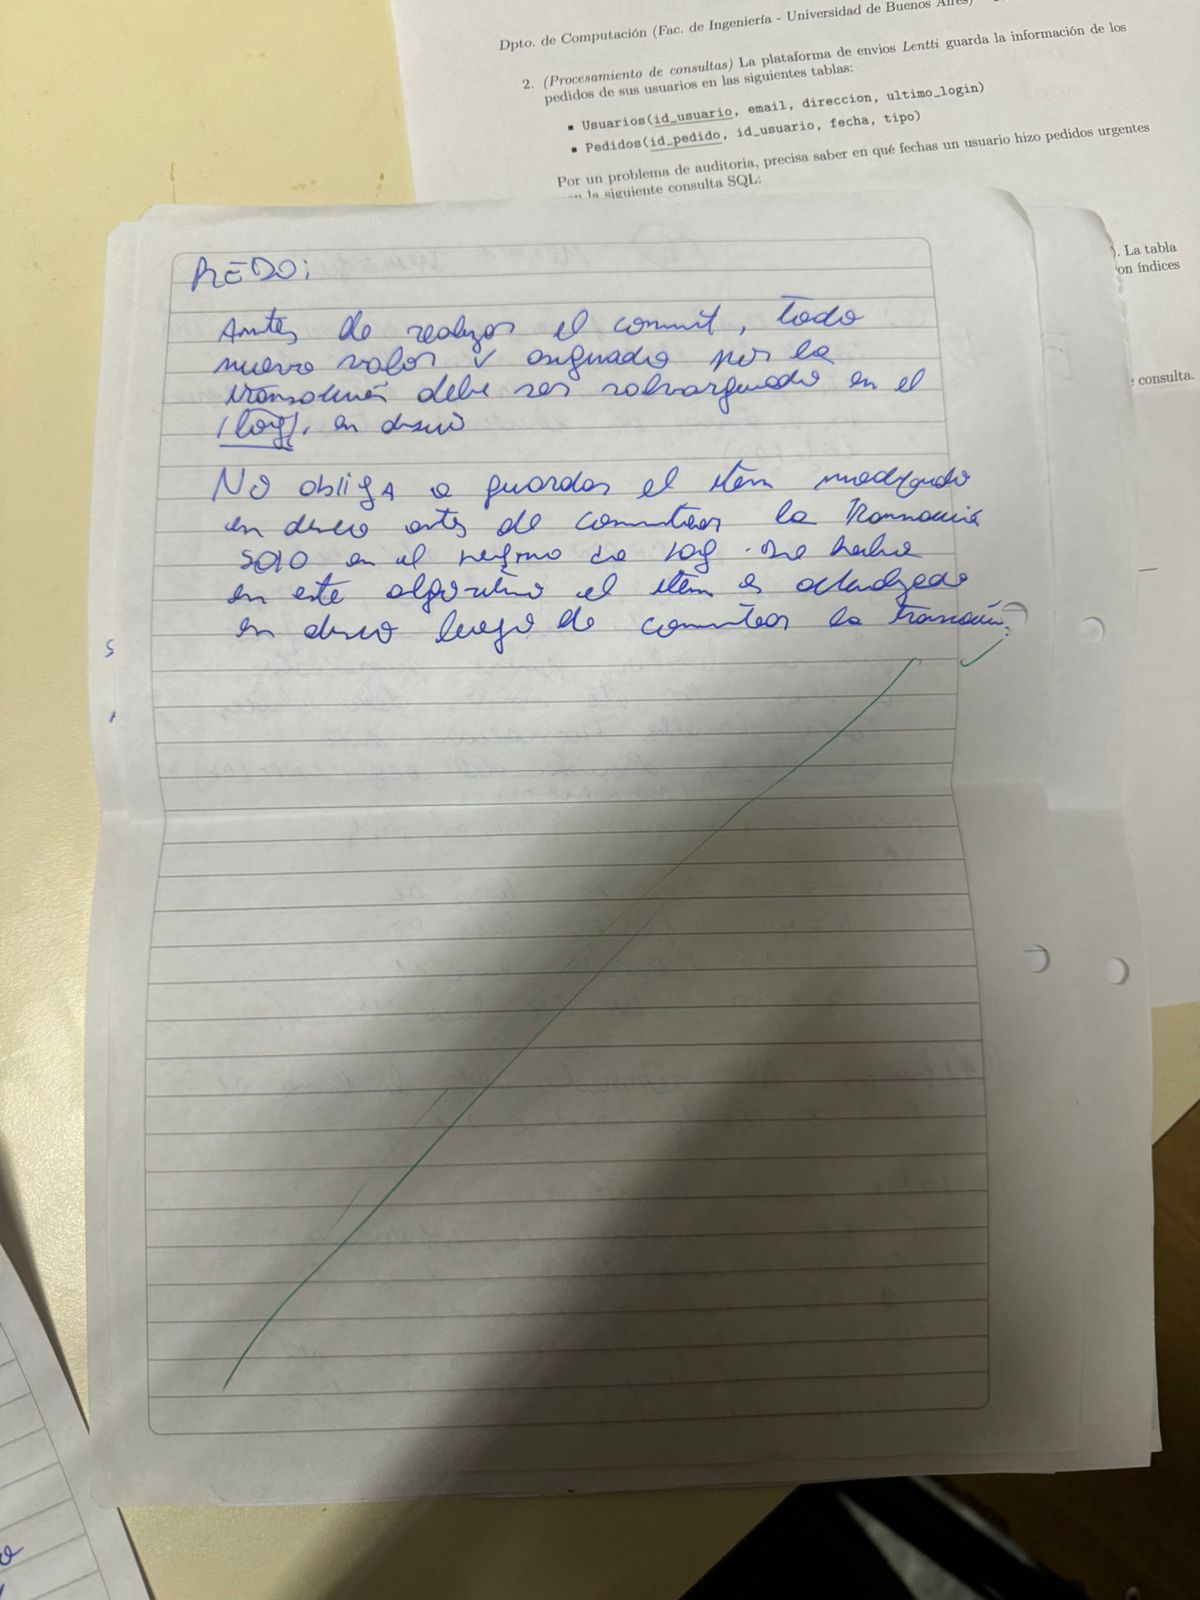 Dpto. de Computación (Fac. de Ingeniería - Universidad de Buenos Aires)
2. (Procesamiento de consultas) La plataforma de envios Lentti guarda la información de los
pedidos de sus usuarios en las siguientes tablas:
▪ Usuarios(id_usuario, email, direccion, ultimo_login)
▪ Pedidos(id_pedido, id_usuario, fecha, tipo)
Por un problema de auditoria, precisa saber en qué fechas un usuario hizo pedidos urgentes
la siguiente consulta SQL:
). La tabla
on índices
consulta.
REDO:
Antes de realizar el commit, todo
nuevo valor v asignado por la
transacción debe ser salvaguardado en el
log, en disco
No obliga a guardar el item modificado
en disco antes de commitear la transacción
solo en el de log. De hecho
en este algoritmo el item es actualizado
en disco luego de commitear la transacción.